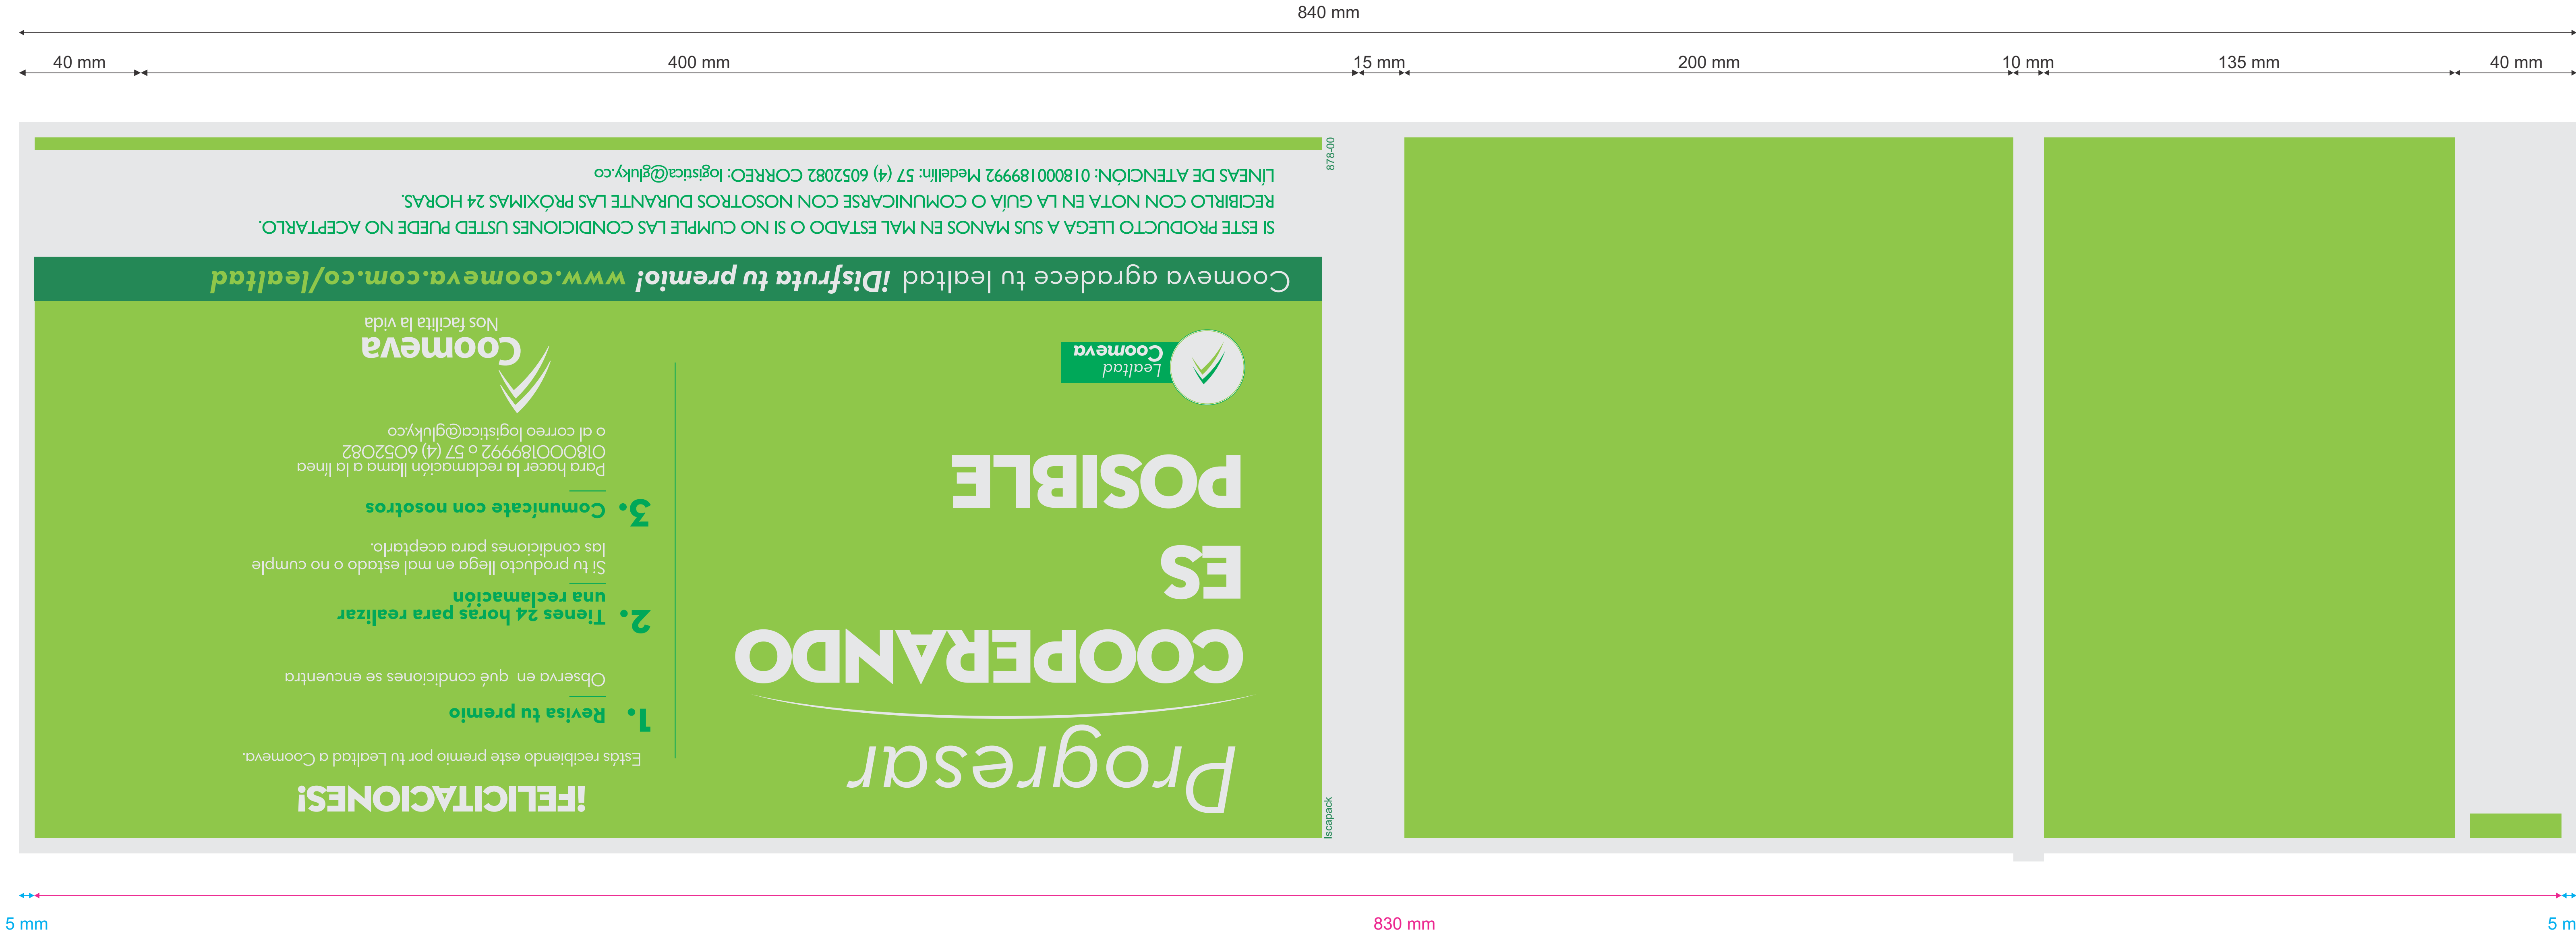 840 mm
40 mm
400 mm
15 mm
200 mm
10 mm
135 mm
40 mm
878-00
Iscapack
Progresar
COOPERANDO
ES
POSIBLE
Lealtad
Coomeva
¡FELICITACIONES!
Estás recibiendo este premio por tu Lealtad a Coomeva.
1. Revisa tu premio
Observa en qué condiciones se encuentra
2. Tienes 24 horas para realizar
una reclamación
Si tu producto llega en mal estado o no cumple
las condiciones para aceptarlo.
3. Comunícate con nosotros
Para hacer la reclamación llama a la línea
018000189992 o 57 (4) 6052082
o al correo logistica@gluky.co
Coomeva
Nos facilita la vida
Coomeva agradece tu lealtad ¡Disfruta tu premio! www.coomeva.com.co/lealtad
SI ESTE PRODUCTO LLEGA A SUS MANOS EN MAL ESTADO O SI NO CUMPLE LAS CONDICIONES USTED PUEDE NO ACEPTARLO.
RECIBIRLO CON NOTA EN LA GUÍA O COMUNICARSE CON NOSOTROS DURANTE LAS PRÓXIMAS 24 HORAS.
LÍNEAS DE ATENCIÓN: 018000189992 Medellín: 57 (4) 6052082 CORREO: logistica@gluky.co
5 mm
830 mm
5 m